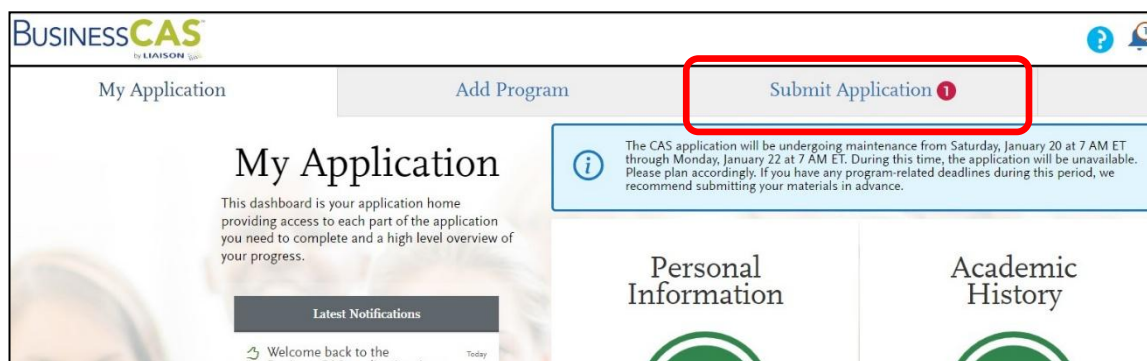 BUSINESSCAS
by LIAISON
My Application
Add Program
Submit Application 1
My Application
This dashboard is your application home
providing access to each part of the application
you need to complete and a high level overview of
your progress.
Latest Notifications
Welcome back to the
Today
The CAS application will be undergoing maintenance from Saturday, January 20 at 7 AM ET
through Monday, January 22 at 7 AM ET. During this time, the application will be unavailable.
Please plan accordingly. If you have any program-related deadlines during this period, we
recommend submitting your materials in advance.
Personal
Information
Academic
History